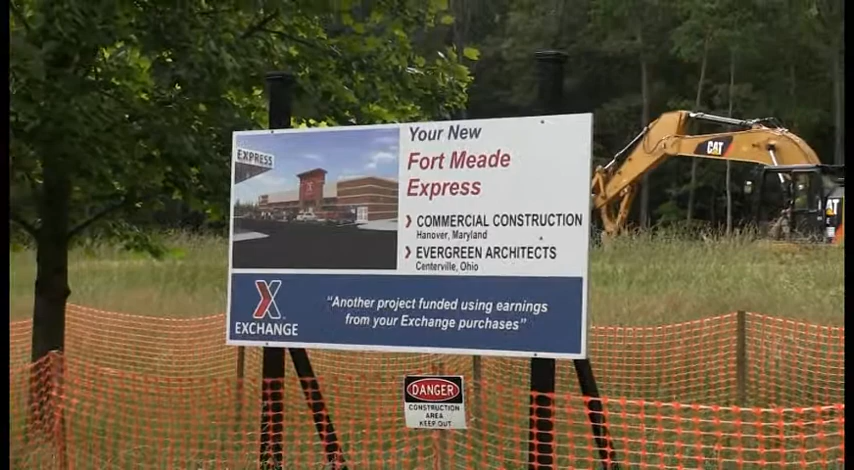 Your New
Fort Meade
Express
COMMERCIAL CONSTRUCTION
Hanover, Maryland
EVERGREEN ARCHITECTS
Centerville, Ohio
EXPRESS
X
EXCHANGE
"Another project funded using earnings
from your Exchange purchases"
DANGER
CONSTRUCTION
AREA
KEEP OUT
CAT
CAT